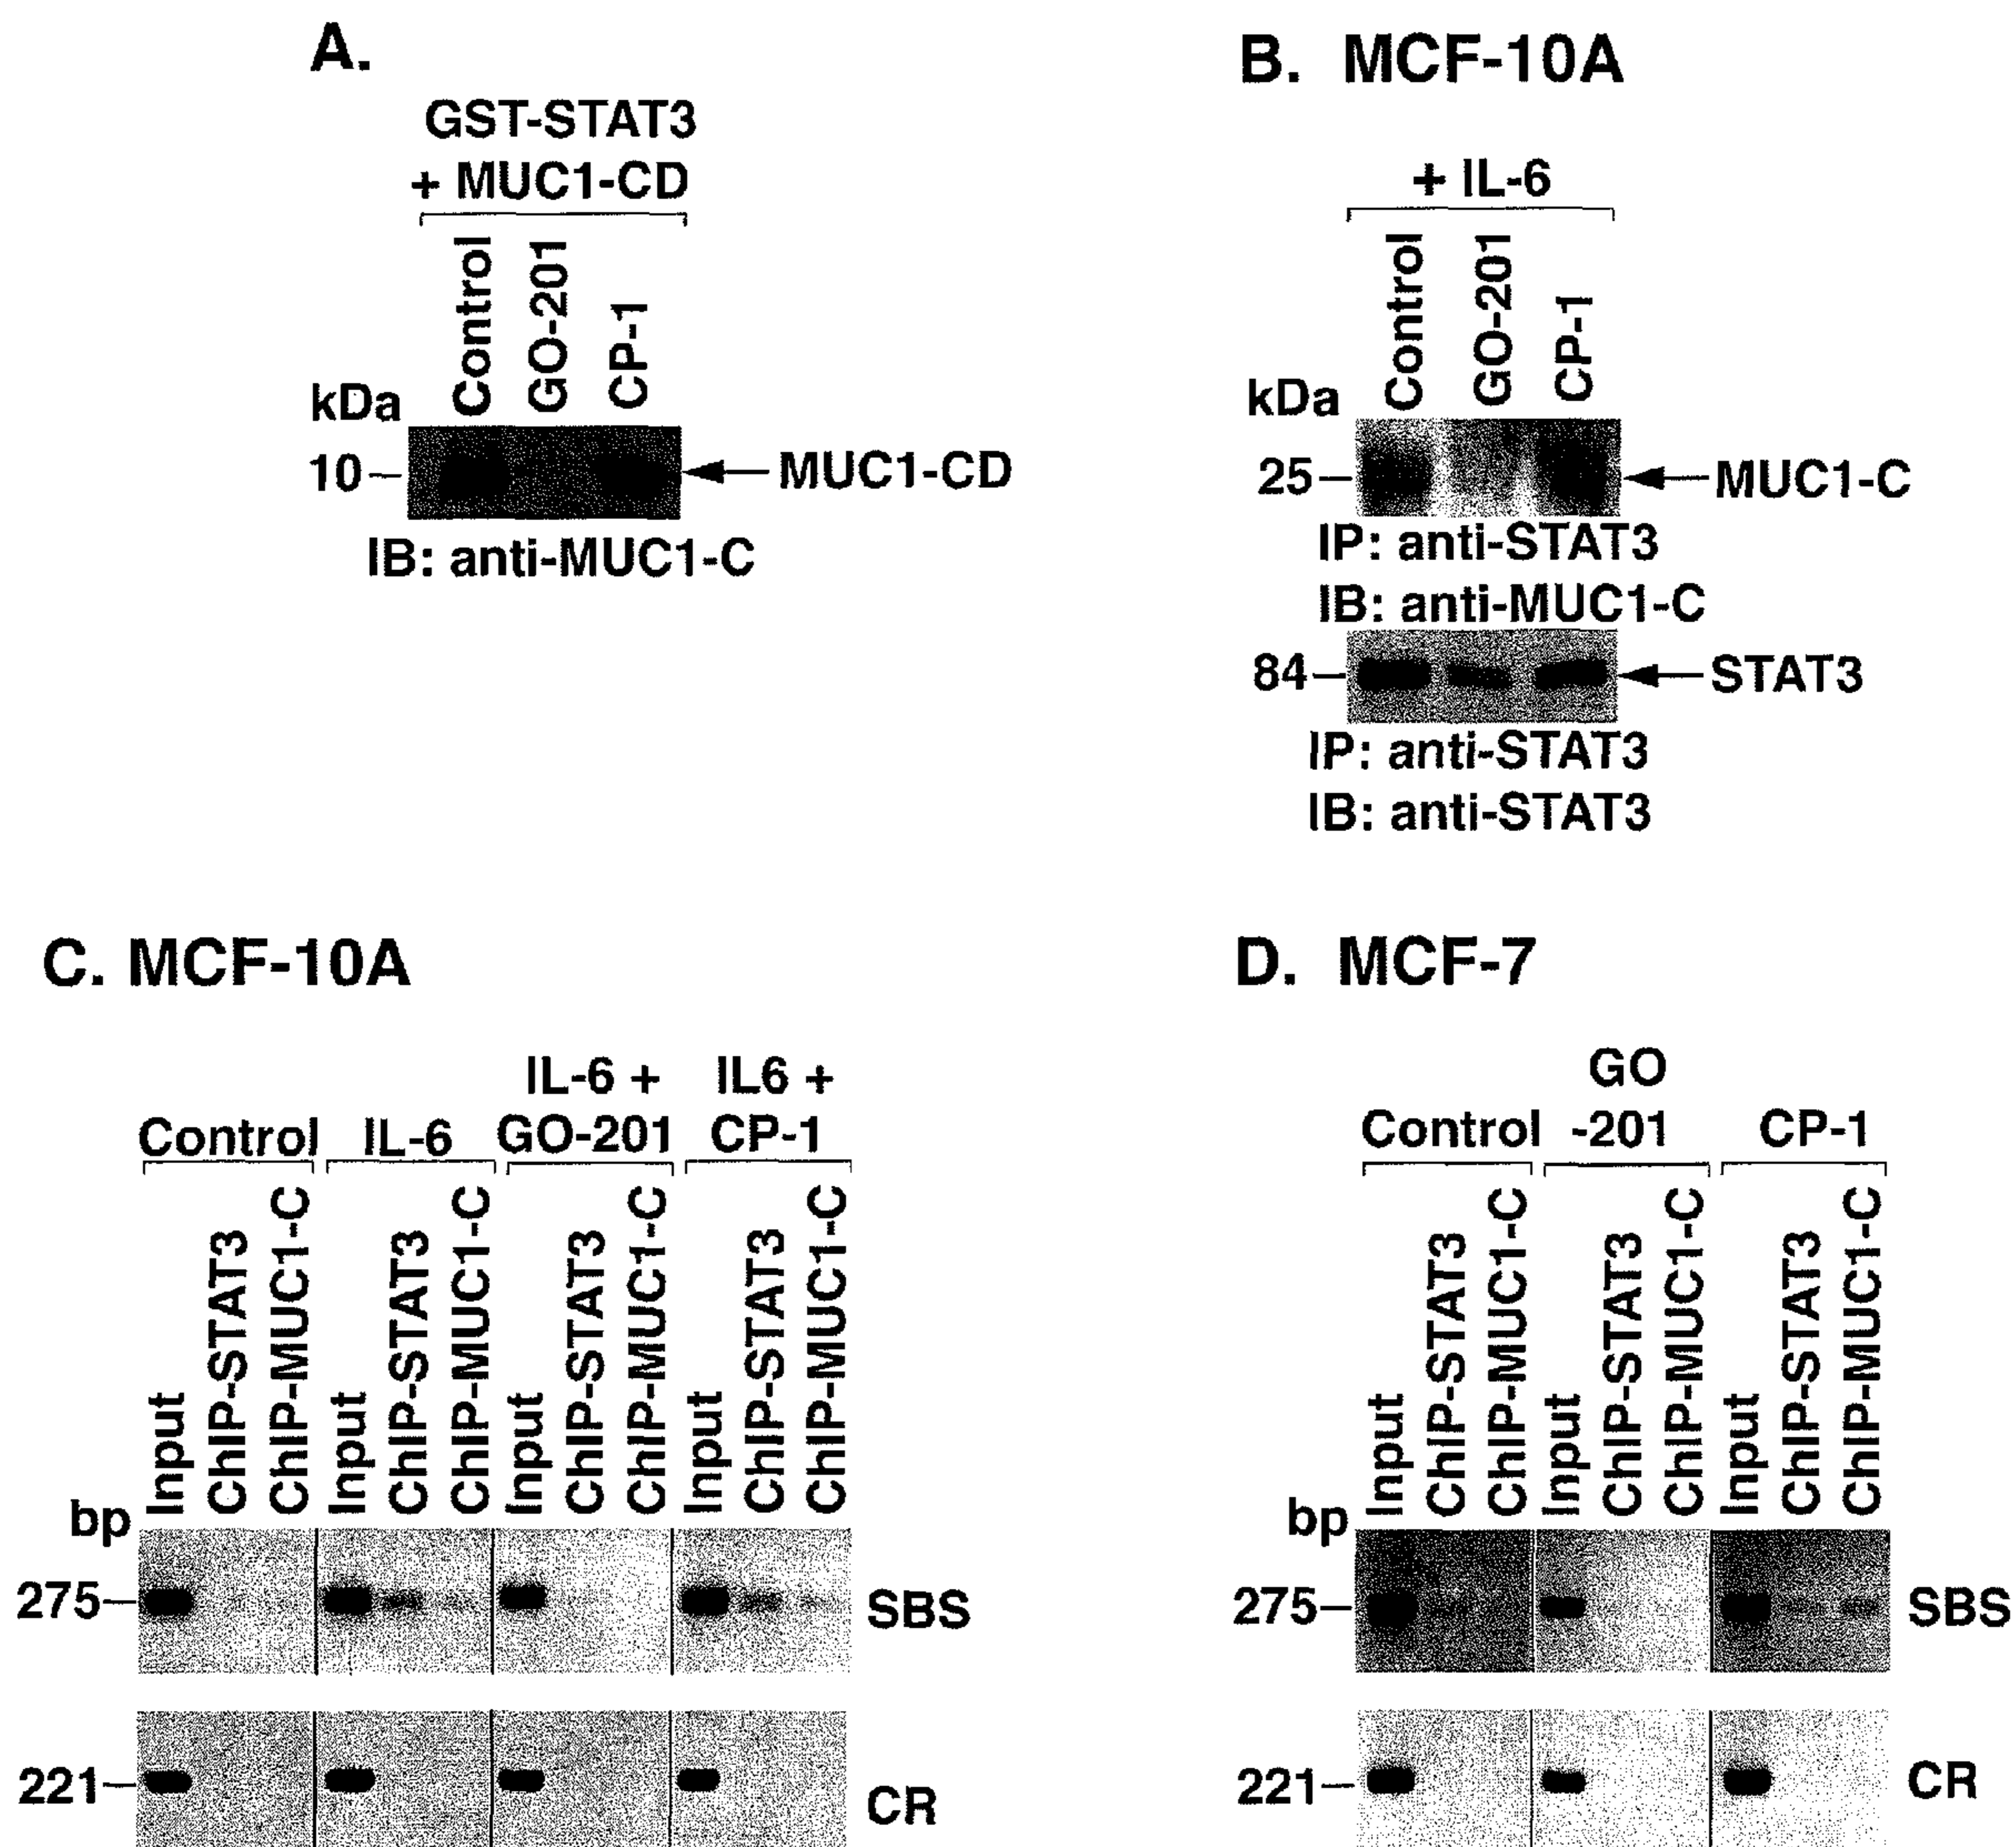 A.
GST-STAT3
+ MUC1-CD
Control
GO-201
CP-1
kDa
10
MUC1-CD
IB: anti-MUC1-C
B. MCF-10A
+ IL-6
Control
GO-201
CP-1
kDa
25
MUC1-C
IP: anti-STAT3
IB: anti-MUC1-C
84
STAT3
IP: anti-STAT3
IB: anti-STAT3
C. MCF-10A
Control
IL-6
IL-6 +
GO-201
IL6 +
CP-1
Input
ChIP-STAT3
ChIP-MUC1-C
Input
ChIP-STAT3
ChIP-MUC1-C
Input
ChIP-STAT3
ChIP-MUC1-C
Input
ChIP-STAT3
ChIP-MUC1-C
bp
275
SBS
221
CR
D. MCF-7
Control
GO
-201
CP-1
Input
ChIP-STAT3
ChIP-MUC1-C
Input
ChIP-STAT3
ChIP-MUC1-C
Input
ChIP-STAT3
ChIP-MUC1-C
bp
275
SBS
221
CR